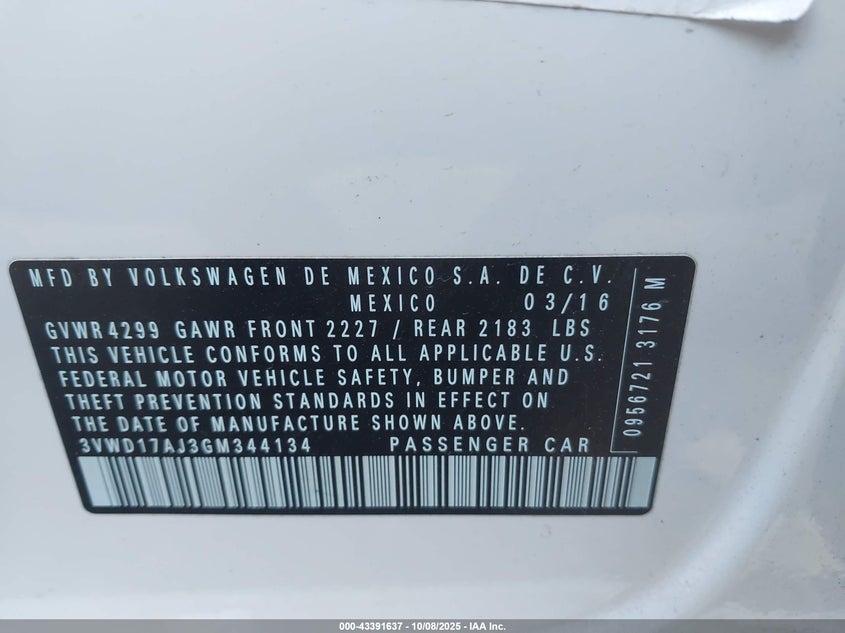 MFD BY VOLKSWAGEN DE MEXICO S.A. DE C.V.
MEXICO 03/16
GVWR 4299 GAWR FRONT 2227 / REAR 2183 LBS
THIS VEHICLE CONFORMS TO ALL APPLICABLE U.S.
FEDERAL MOTOR VEHICLE SAFETY, BUMPER AND
THEFT PREVENTION STANDARDS IN EFFECT ON
THE DATE OF MANUFACTURE SHOWN ABOVE.
3VWD17AJ3GM344134 PASSENGER CAR
0956721 3176 M
000-43391637 - 10/08/2025 - IAA Inc.